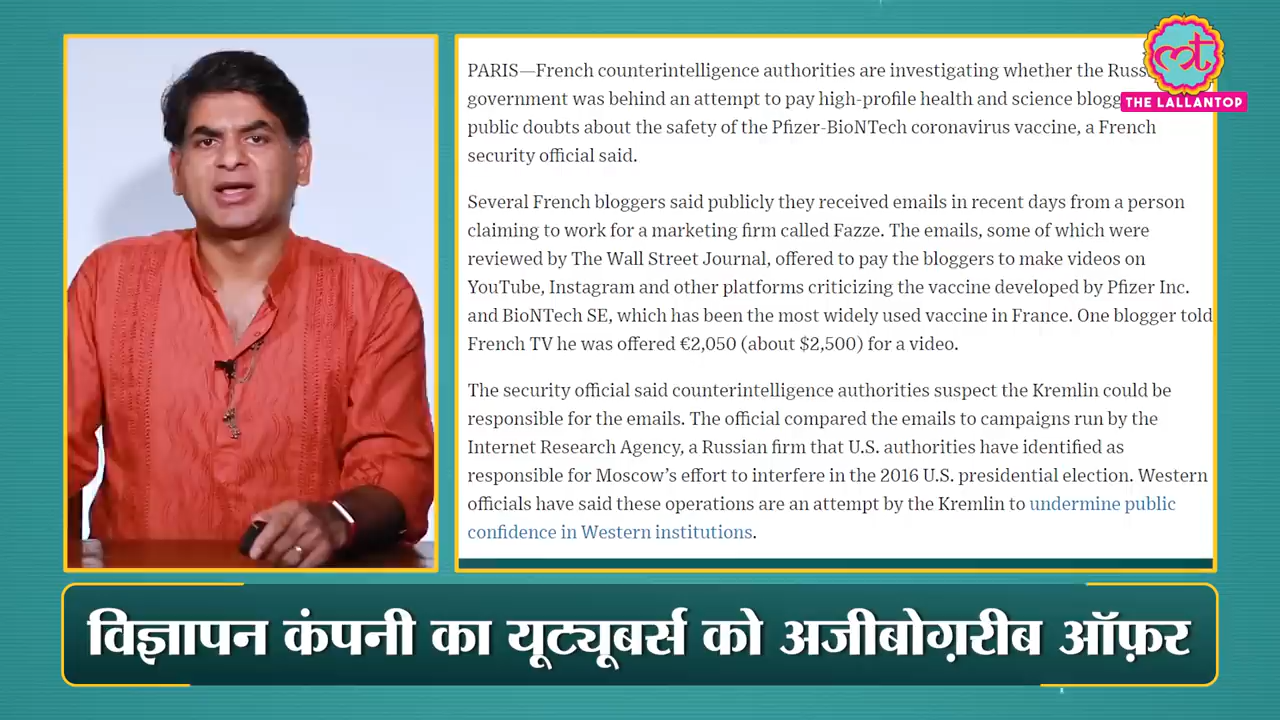 PARIS—French counterintelligence authorities are investigating whether the
government was behind an attempt to pay high-profile health and science
public doubts about the safety of the Pfizer-BioNTech coronavirus vaccine, a French
security official said.
Several French bloggers said publicly they received emails in recent days from a person
claiming to work for a marketing firm called Fazze. The emails, some of which were
reviewed by The Wall Street Journal, offered to pay the bloggers to make videos on
YouTube, Instagram and other platforms criticizing the vaccine developed by Pfizer Inc.
and BioNTech SE, which has been the most widely used vaccine in France. One blogger told
French TV he was offered €2,050 (about $2,500) for a video.
The security official said counterintelligence authorities suspect the Kremlin could be
responsible for the emails. The official compared the emails to campaigns run by the
Internet Research Agency, a Russian firm that U.S. authorities have identified as
responsible for Moscow's effort to interfere in the 2016 U.S. presidential election. Western
officials have said these operations are an attempt by the Kremlin to undermine public
confidence in Western institutions.
लT
THE LALLANTOP
विज्ञापन कंपनी का यूट्यूबर्स को अजीबोग़रीब ऑफ़र